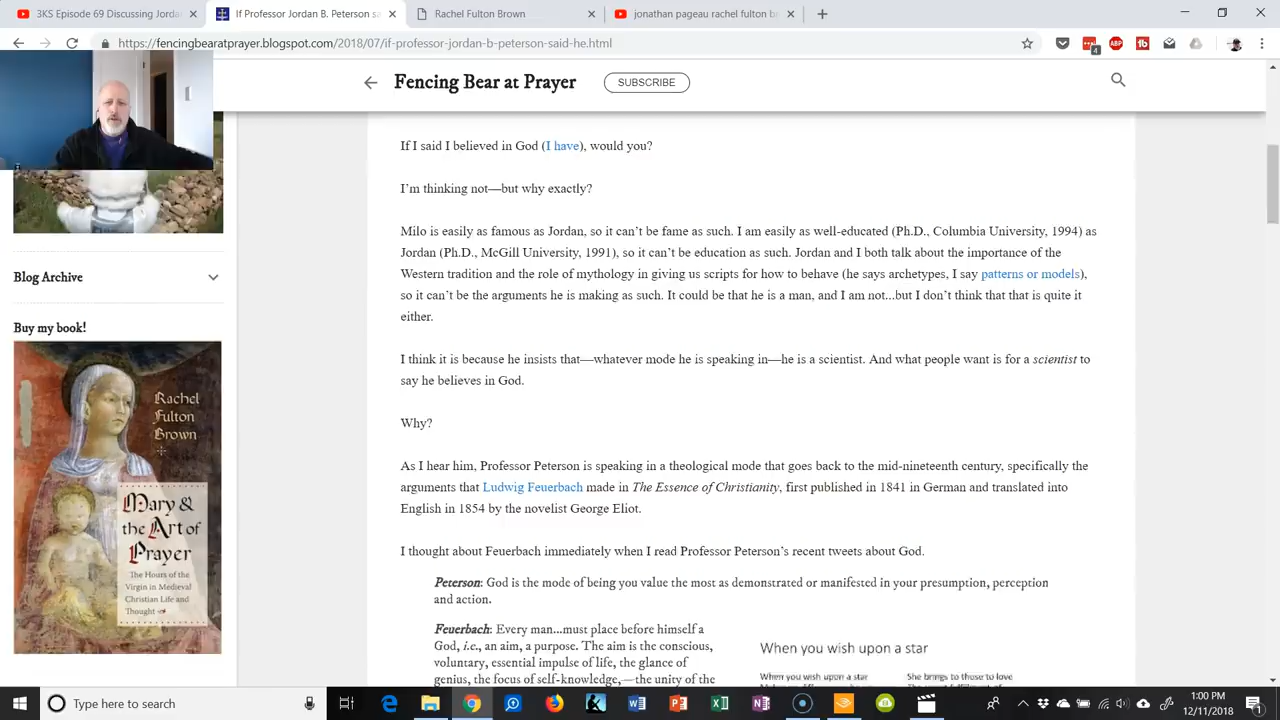 3KS Episode 69 Discussing Jordan
If Professor Jordan B. Peterson sa
Rachel Fulton Brown
jonathan pageau rachel fulton b
https://fencingbearatprayer.blogspot.com/2018/07/if-professor-jordan-b-peterson-said-he.html
4
ABP
Fencing Bear at Prayer
SUBSCRIBE
If I said I believed in God (I have), would you?
I'm thinking not—but why exactly?
Milo is easily as famous as Jordan, so it can't be fame as such. I am easily as well-educated (Ph.D., Columbia University, 1994) as
Jordan (Ph.D., McGill University, 1991), so it can't be education as such. Jordan and I both talk about the importance of the
Western tradition and the role of mythology in giving us scripts for how to behave (he says archetypes, I say patterns or models),
so it can't be the arguments he is making as such. It could be that he is a man, and I am not...but I don't think that that is quite it
either.
I think it is because he insists that—whatever mode he is speaking in—he is a scientist. And what people want is for a scientist to
say he believes in God.
Why?
As I hear him, Professor Peterson is speaking in a theological mode that goes back to the mid-nineteenth century, specifically the
arguments that Ludwig Feuerbach made in The Essence of Christianity, first published in 1841 in German and translated into
English in 1854 by the novelist George Eliot.
I thought about Feuerbach immediately when I read Professor Peterson's recent tweets about God.
Peterson: God is the mode of being you value the most as demonstrated or manifested in your presumption, perception
and action.
Feuerbach: Every man...must place before himself a
God, i.e., an aim, a purpose. The aim is the conscious,
voluntary, essential impulse of life, the glance of
genius, the focus of self-knowledge,—the unity of the
When you wish upon a star
When you wish upon a star
She brings to those to love
Blog Archive
Buy my book!
Rachel
Fulton
Brown
Mary &
the Art of
Prayer
The Hours of the
Virgin in Medieval
Christian Life and
Thought
Type here to search
1:00 PM
12/11/2018